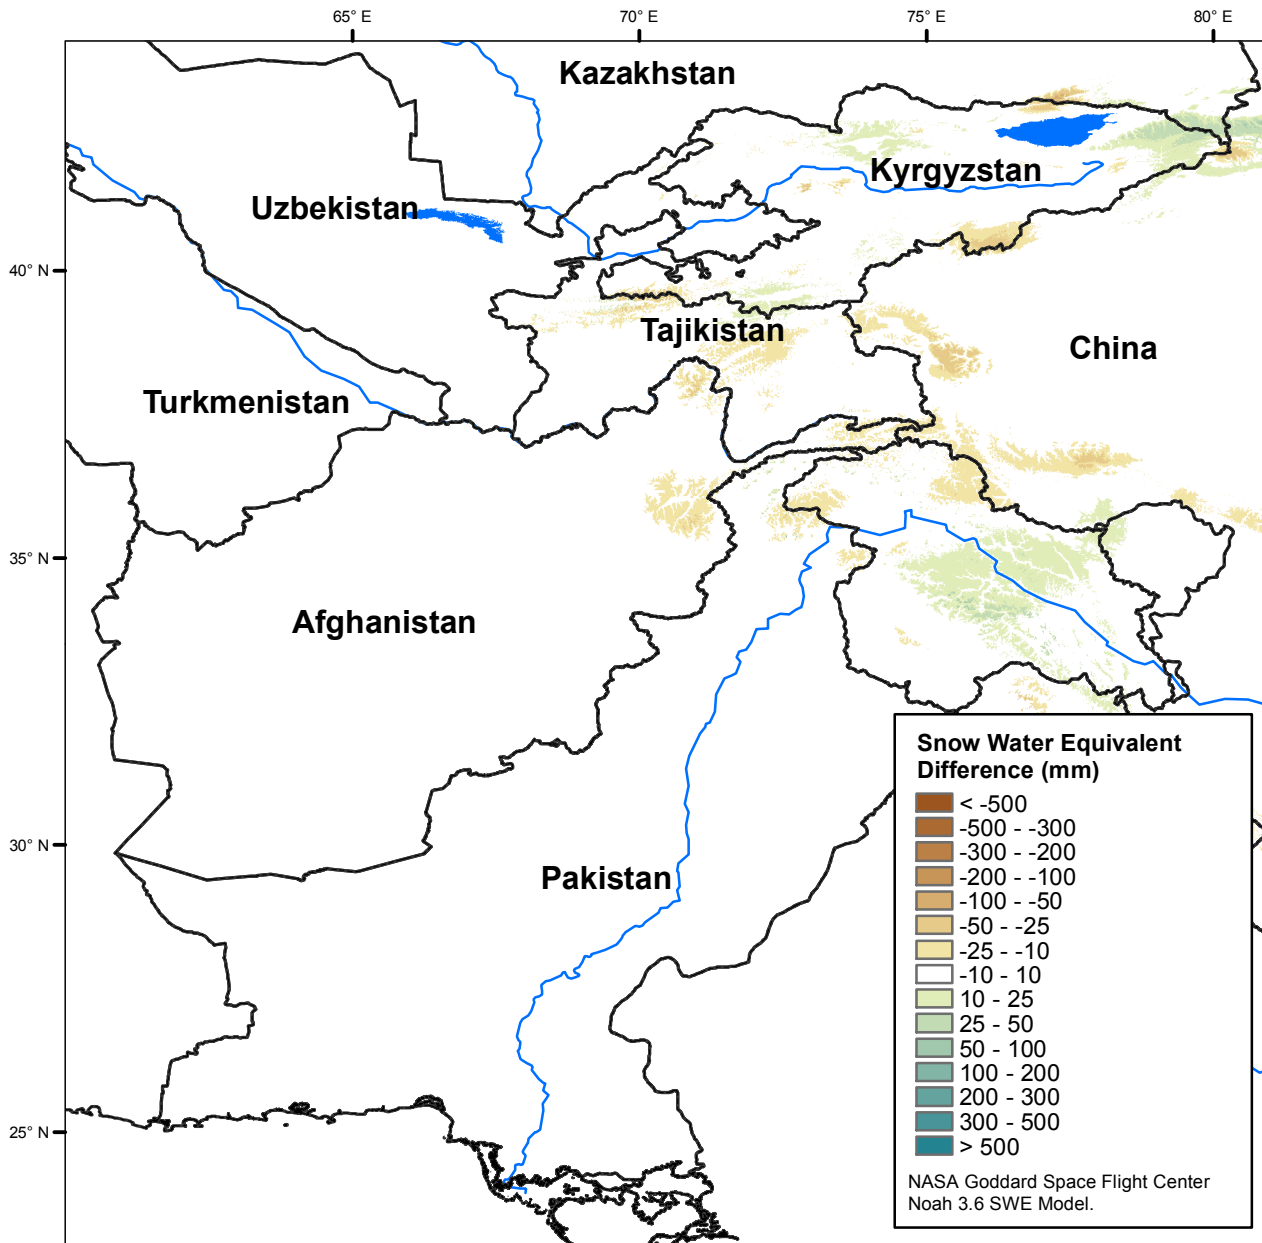 65° E
70° E
75° E
80° E
Kazakhstan
Kyrgyzstan
Uzbekistan
40° N
Tajikistan
China
Turkmenistan
35° N
Afghanistan
30° N
Pakistan
25° N
Snow Water Equivalent
Difference (mm)
< -500
-500 - -300
-300 - -200
-200 - -100
-100 - -50
-50 - -25
-25 - -10
-10 - 10
10 - 25
25 - 50
50 - 100
100 - 200
200 - 300
300 - 500
> 500
NASA Goddard Space Flight Center
Noah 3.6 SWE Model.